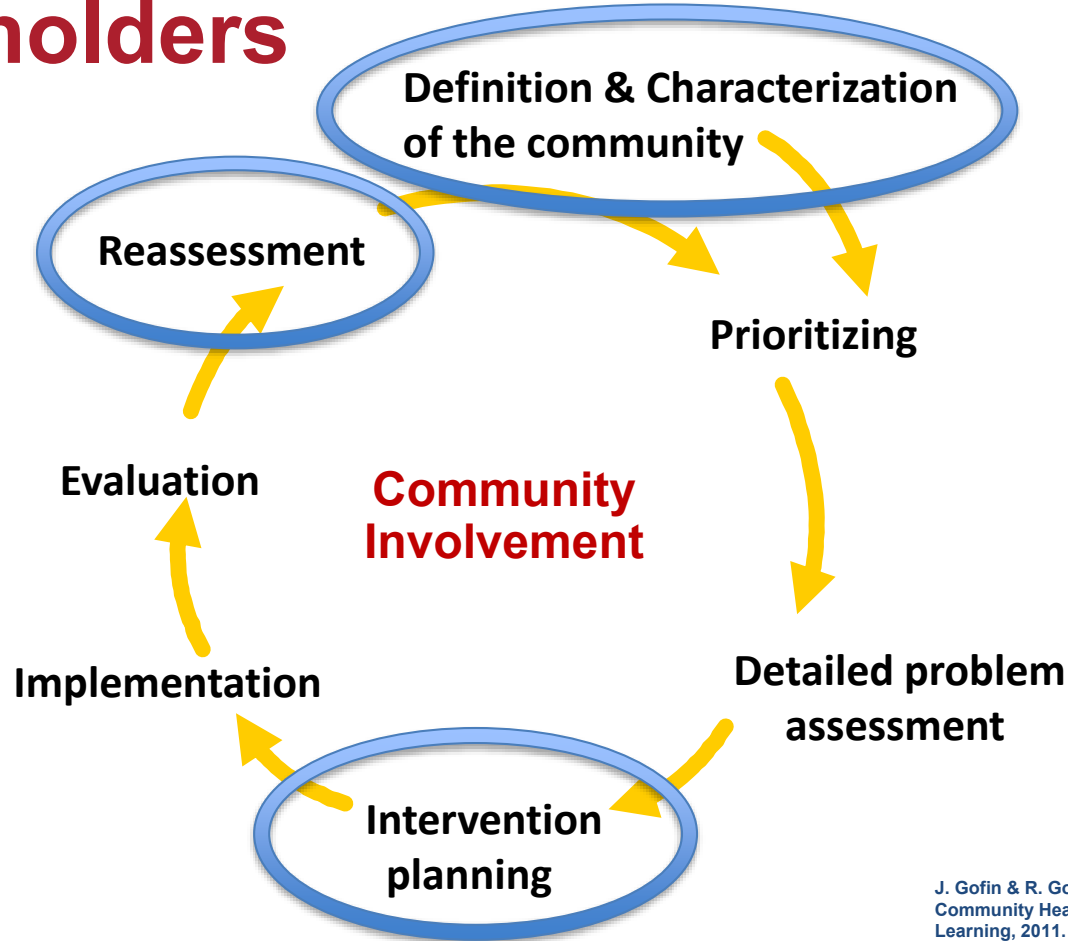 holders
Definition & Characterization
of the community
Reassessment
Prioritizing
Evaluation
Community
Involvement
Implementation
Detailed problem
assessment
Intervention
planning
J. Gofin & R. Go
Community Hea
Learning, 2011.